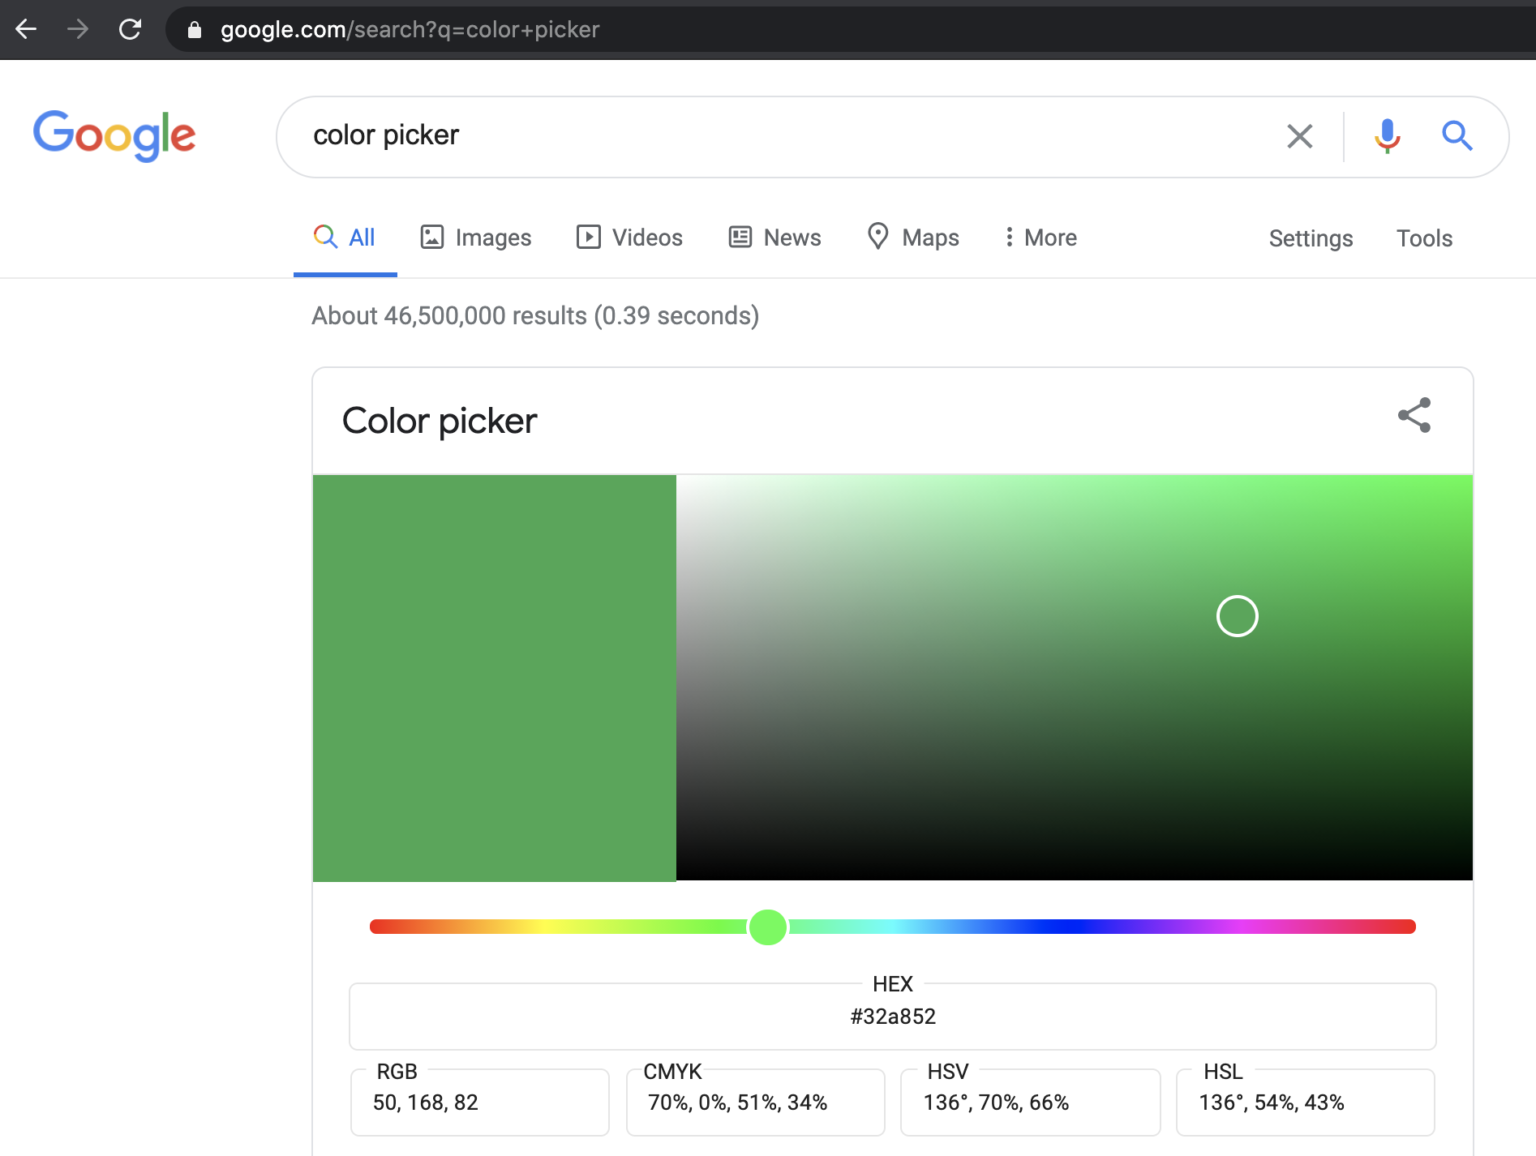 google.com/search?q=color+picker
Google
color picker
All Images Videos News Maps More Settings Tools
About 46,500,000 results (0.39 seconds)
Color picker
HEX
#32a852
RGB CMYK HSV HSL
50, 168, 82 70%, 0%, 51%, 34% 136°, 70%, 66% 136°, 54%, 43%